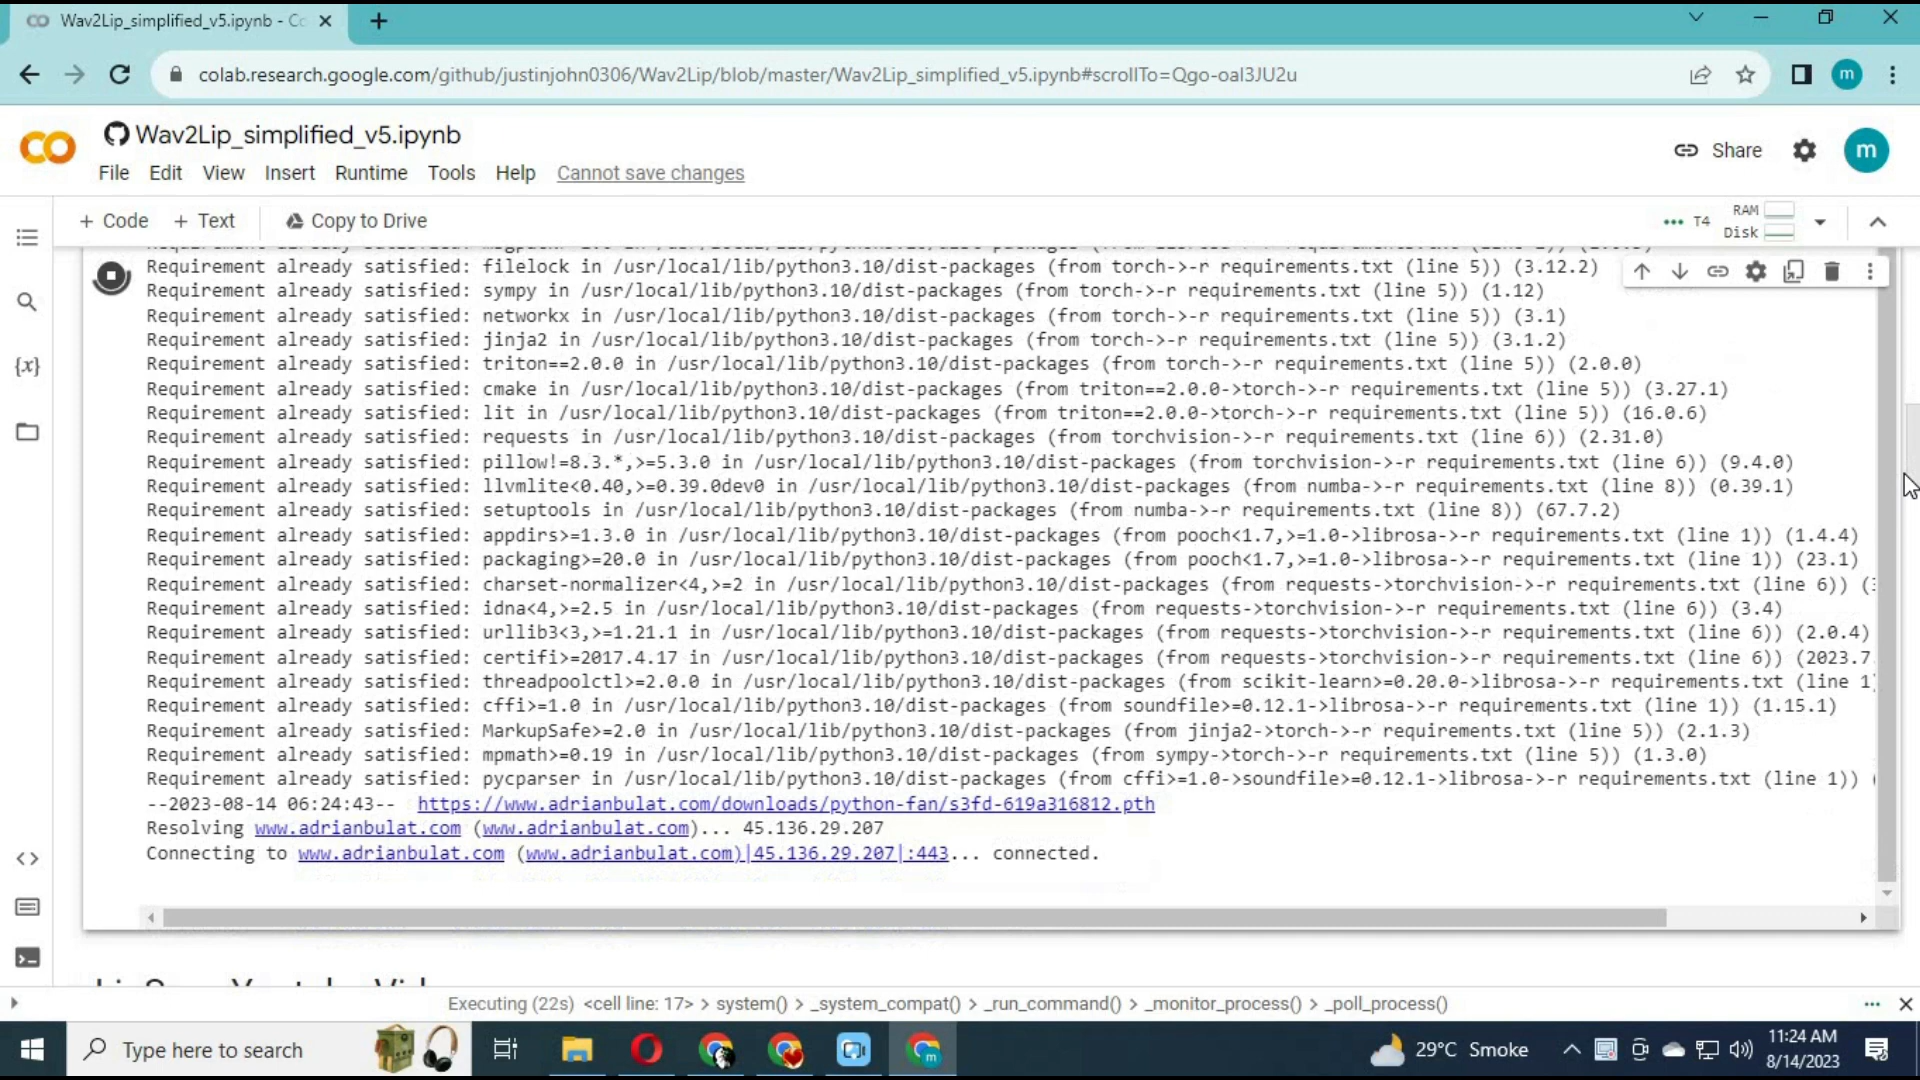 Wav2Lip_simplified_v5.ipynb - Co
colab.research.google.com/github/justinjohn0306/Wav2Lip/blob/master/Wav2Lip_simplified_v5.ipynb#scrollTo=Qgo-oal3JU2u
m
Wav2Lip_simplified_v5.ipynb
File Edit View Insert Runtime Tools Help Cannot save changes
Share
m
+ Code + Text Copy to Drive
T4 RAM
Disk
Requirement already satisfied: filelock in /usr/local/lib/python3.10/dist-packages (from torch->-r requirements.txt (line 5)) (3.12.2)
Requirement already satisfied: sympy in /usr/local/lib/python3.10/dist-packages (from torch->-r requirements.txt (line 5)) (1.12)
Requirement already satisfied: networkx in /usr/local/lib/python3.10/dist-packages (from torch->-r requirements.txt (line 5)) (3.1)
Requirement already satisfied: jinja2 in /usr/local/lib/python3.10/dist-packages (from torch->-r requirements.txt (line 5)) (3.1.2)
Requirement already satisfied: triton==2.0.0 in /usr/local/lib/python3.10/dist-packages (from torch->-r requirements.txt (line 5)) (2.0.0)
Requirement already satisfied: cmake in /usr/local/lib/python3.10/dist-packages (from triton==2.0.0->torch->-r requirements.txt (line 5)) (3.27.1)
Requirement already satisfied: lit in /usr/local/lib/python3.10/dist-packages (from triton==2.0.0->torch->-r requirements.txt (line 5)) (16.0.6)
Requirement already satisfied: requests in /usr/local/lib/python3.10/dist-packages (from torchvision->-r requirements.txt (line 6)) (2.31.0)
Requirement already satisfied: pillow!=8.3.*,>=5.3.0 in /usr/local/lib/python3.10/dist-packages (from torchvision->-r requirements.txt (line 6)) (9.4.0)
Requirement already satisfied: llvmlite<0.40,>=0.39.0dev0 in /usr/local/lib/python3.10/dist-packages (from numba->-r requirements.txt (line 8)) (0.39.1)
Requirement already satisfied: setuptools in /usr/local/lib/python3.10/dist-packages (from numba->-r requirements.txt (line 8)) (67.7.2)
Requirement already satisfied: appdirs>=1.3.0 in /usr/local/lib/python3.10/dist-packages (from pooch<1.7,>=1.0->librosa->-r requirements.txt (line 1)) (1.4.4)
Requirement already satisfied: packaging>=20.0 in /usr/local/lib/python3.10/dist-packages (from pooch<1.7,>=1.0->librosa->-r requirements.txt (line 1)) (23.1)
Requirement already satisfied: charset-normalizer<4,>=2 in /usr/local/lib/python3.10/dist-packages (from requests->torchvision->-r requirements.txt (line 6)) (
Requirement already satisfied: idna<4,>=2.5 in /usr/local/lib/python3.10/dist-packages (from requests->torchvision->-r requirements.txt (line 6)) (3.4)
Requirement already satisfied: urllib3<3,>=1.21.1 in /usr/local/lib/python3.10/dist-packages (from requests->torchvision->-r requirements.txt (line 6)) (2.0.4)
Requirement already satisfied: certifi>=2017.4.17 in /usr/local/lib/python3.10/dist-packages (from requests->torchvision->-r requirements.txt (line 6)) (2023.7
Requirement already satisfied: threadpoolctl>=2.0.0 in /usr/local/lib/python3.10/dist-packages (from scikit-learn>=0.20.0->librosa->-r requirements.txt (line 1
Requirement already satisfied: cffi>=1.0 in /usr/local/lib/python3.10/dist-packages (from soundfile>=0.12.1->librosa->-r requirements.txt (line 1)) (1.15.1)
Requirement already satisfied: MarkupSafe>=2.0 in /usr/local/lib/python3.10/dist-packages (from jinja2->torch->-r requirements.txt (line 5)) (2.1.3)
Requirement already satisfied: mpmath>=0.19 in /usr/local/lib/python3.10/dist-packages (from sympy->torch->-r requirements.txt (line 5)) (1.3.0)
Requirement already satisfied: pycparser in /usr/local/lib/python3.10/dist-packages (from cffi>=1.0->soundfile>=0.12.1->librosa->-r requirements.txt (line 1)) (
--2023-08-14 06:24:43-- https://www.adrianbulat.com/downloads/python-fan/s3fd-619a316812.pth
Resolving www.adrianbulat.com (www.adrianbulat.com)... 45.136.29.207
Connecting to www.adrianbulat.com (www.adrianbulat.com)|45.136.29.207|:443... connected.
Executing (22s) <cell line: 17> > system() > _system_compat() > _run_command() > _monitor_process() > _poll_process()
Type here to search
29°C Smoke
11:24 AM
8/14/2023